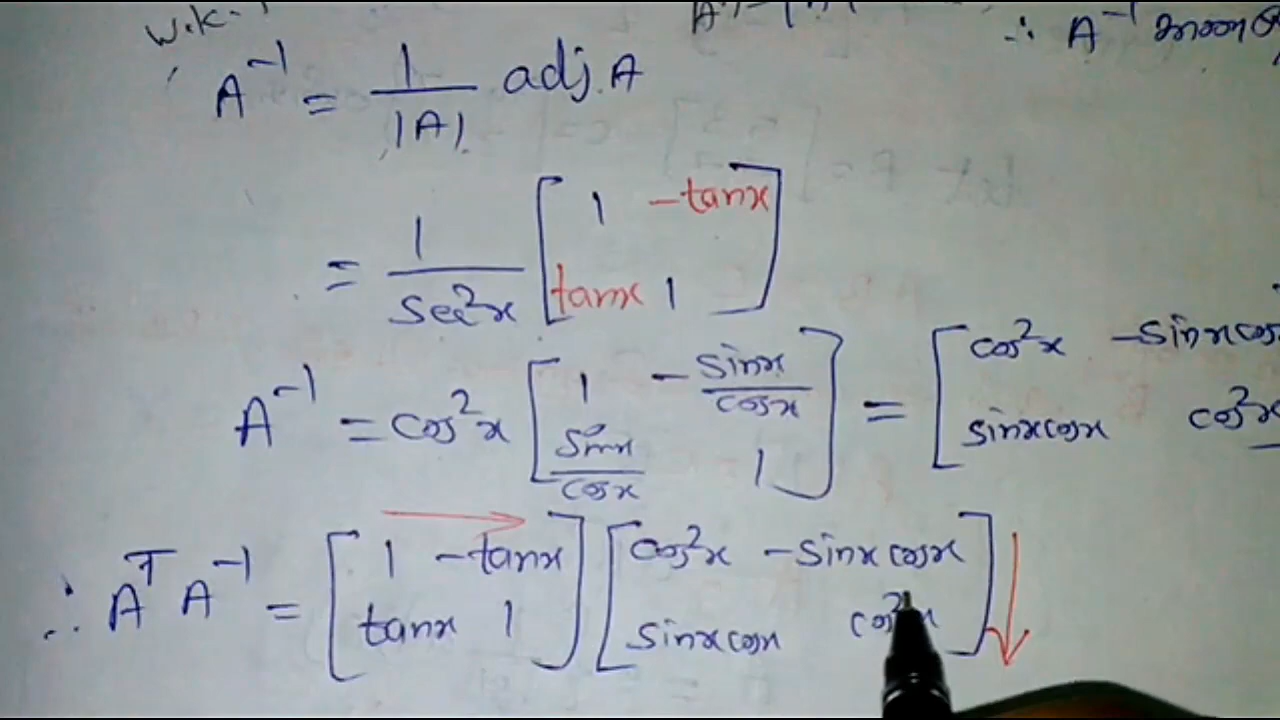 W.k.
∴ A⁻¹
A⁻¹ = 1/|A| adj A
= 1/sec²x [1 -tanx; tanx 1]
A⁻¹ = cos²x [1 -sinx/cosx; sinx/cosx 1] = [cos²x -sinxcos; sinxcosx cos²x]
∴ AᵀA⁻¹ = [1 -tanx; tanx 1] [cos²x -sinxcosx; sinxcosx cos²x]